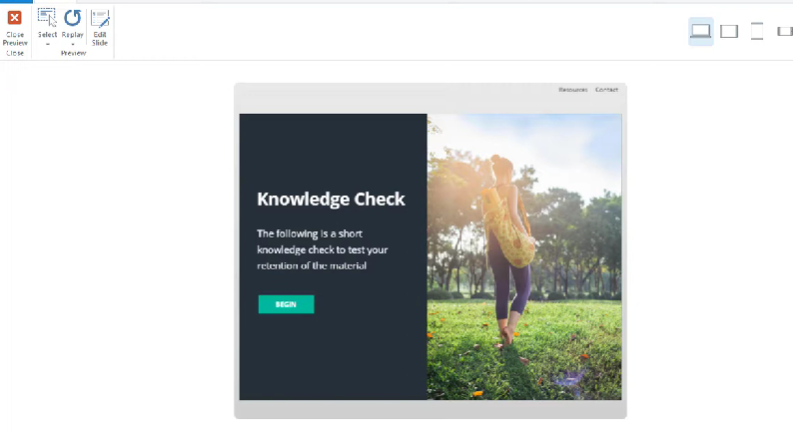 Close
Preview
Select
Replay
Edit
Slide
Close
Preview
Resources Contact
Knowledge Check
The following is a short
knowledge check to test your
retention of the material
BEGIN